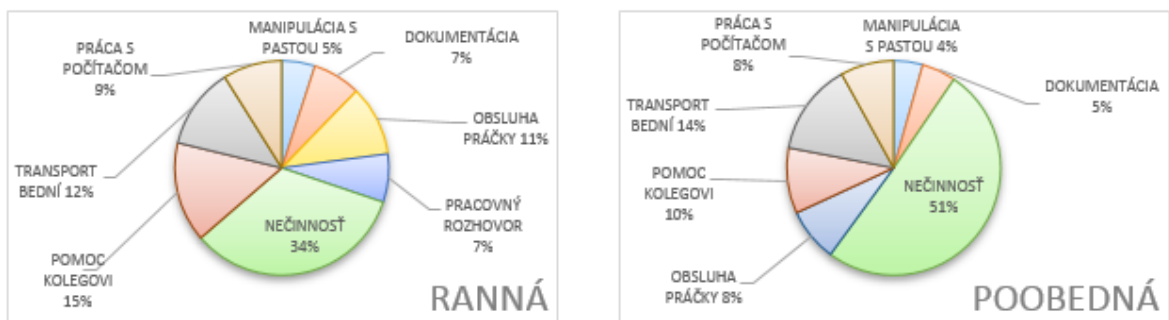 MANIPULÁCIA S
PASTOU 5%
DOKUMENTÁCIA
7%
OBSLUHA
PRÁČKY 11%
PRACOVNÝ
ROZHOVOR
7%
NEČINNOSŤ
34%
POMOC
KOLEGOVI
15%
TRANSPORT
BEDNÍ 12%
PRÁCA S
POČÍTAČOM
9%
RANNÁ
MANIPULÁCIA
S PASTOU 4%
DOKUMENTÁCIA
5%
NEČINNOSŤ
51%
OBSLUHA
PRÁČKY 8%
POMOC
KOLEGOVI
10%
TRANSPORT
BEDNÍ 14%
PRÁCA S
POČÍTAČOM
8%
POOBEDNÁ